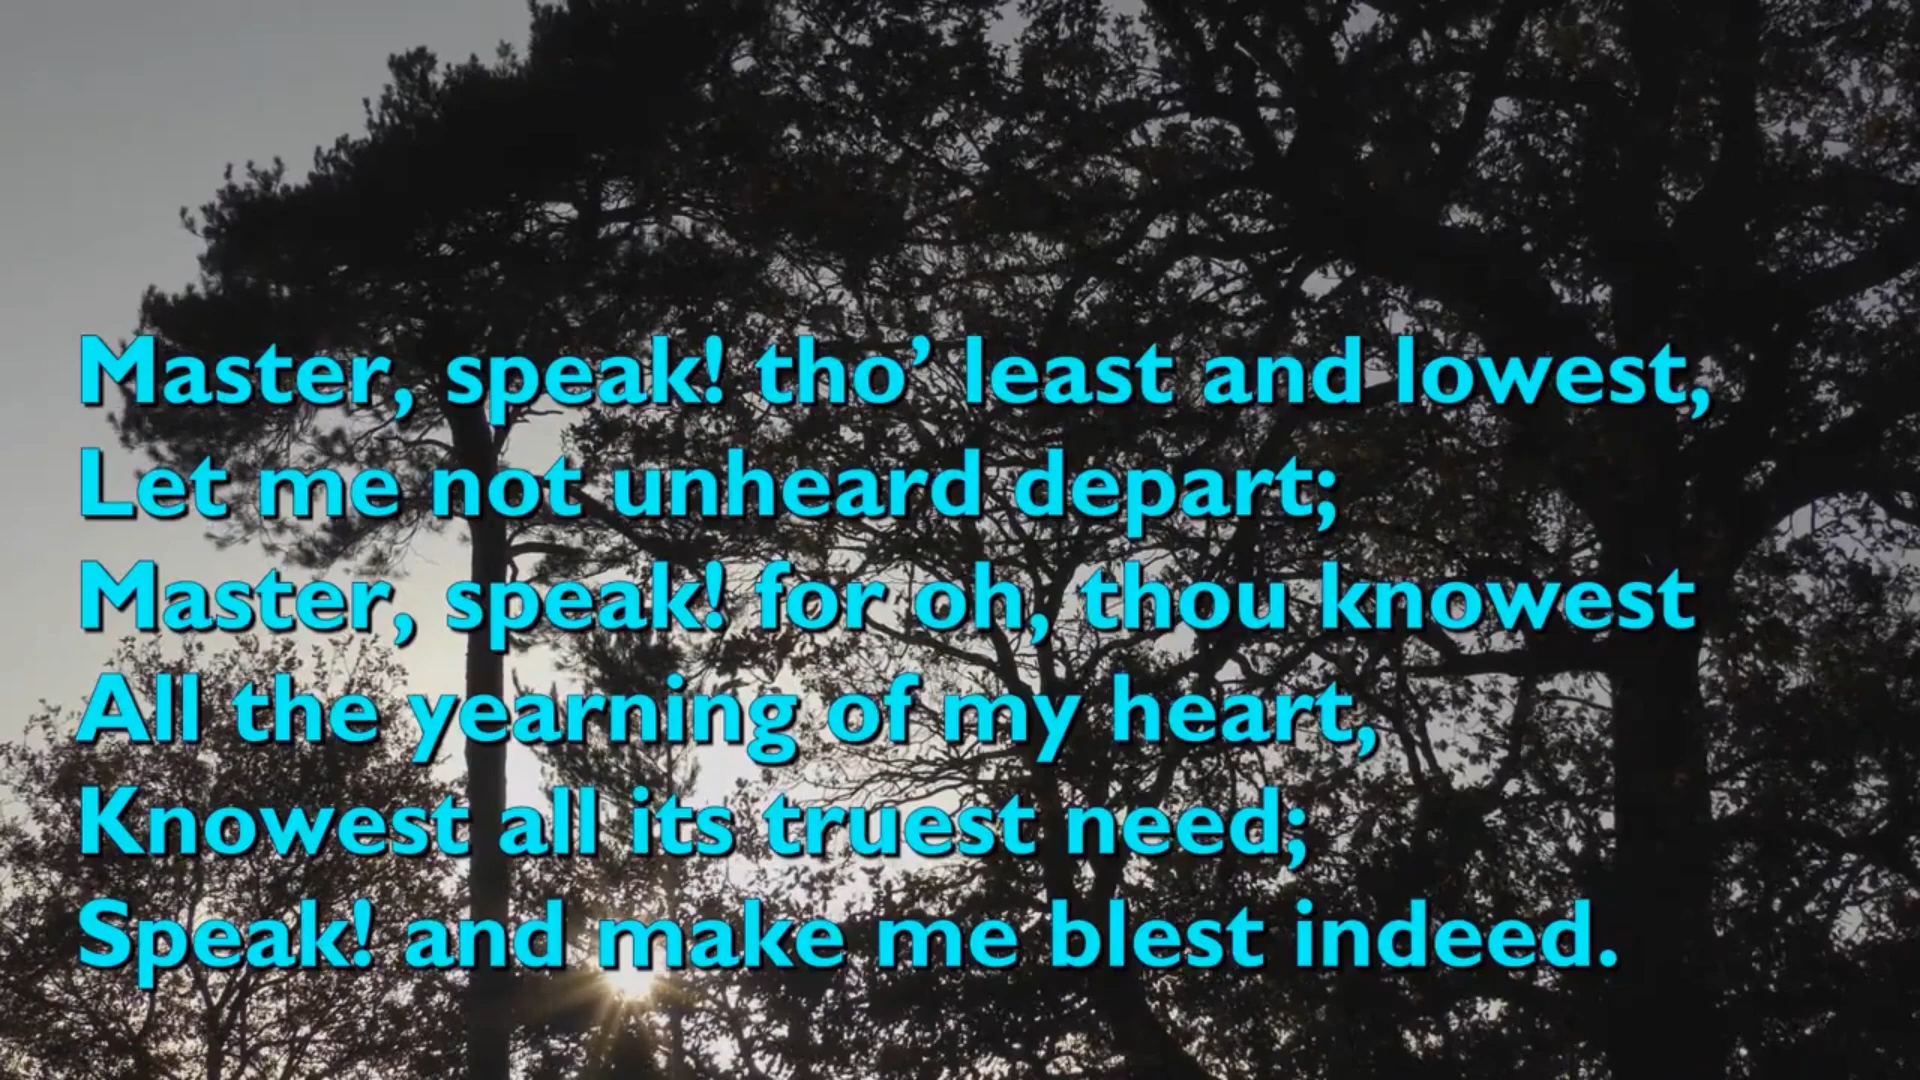 Master, speak! tho’ least and lowest,
Let me not unheard depart;
Master, speak! for oh, thou knowest
All the yearning of my heart,
Knowest all its truest need;
Speak! and make me blest indeed.